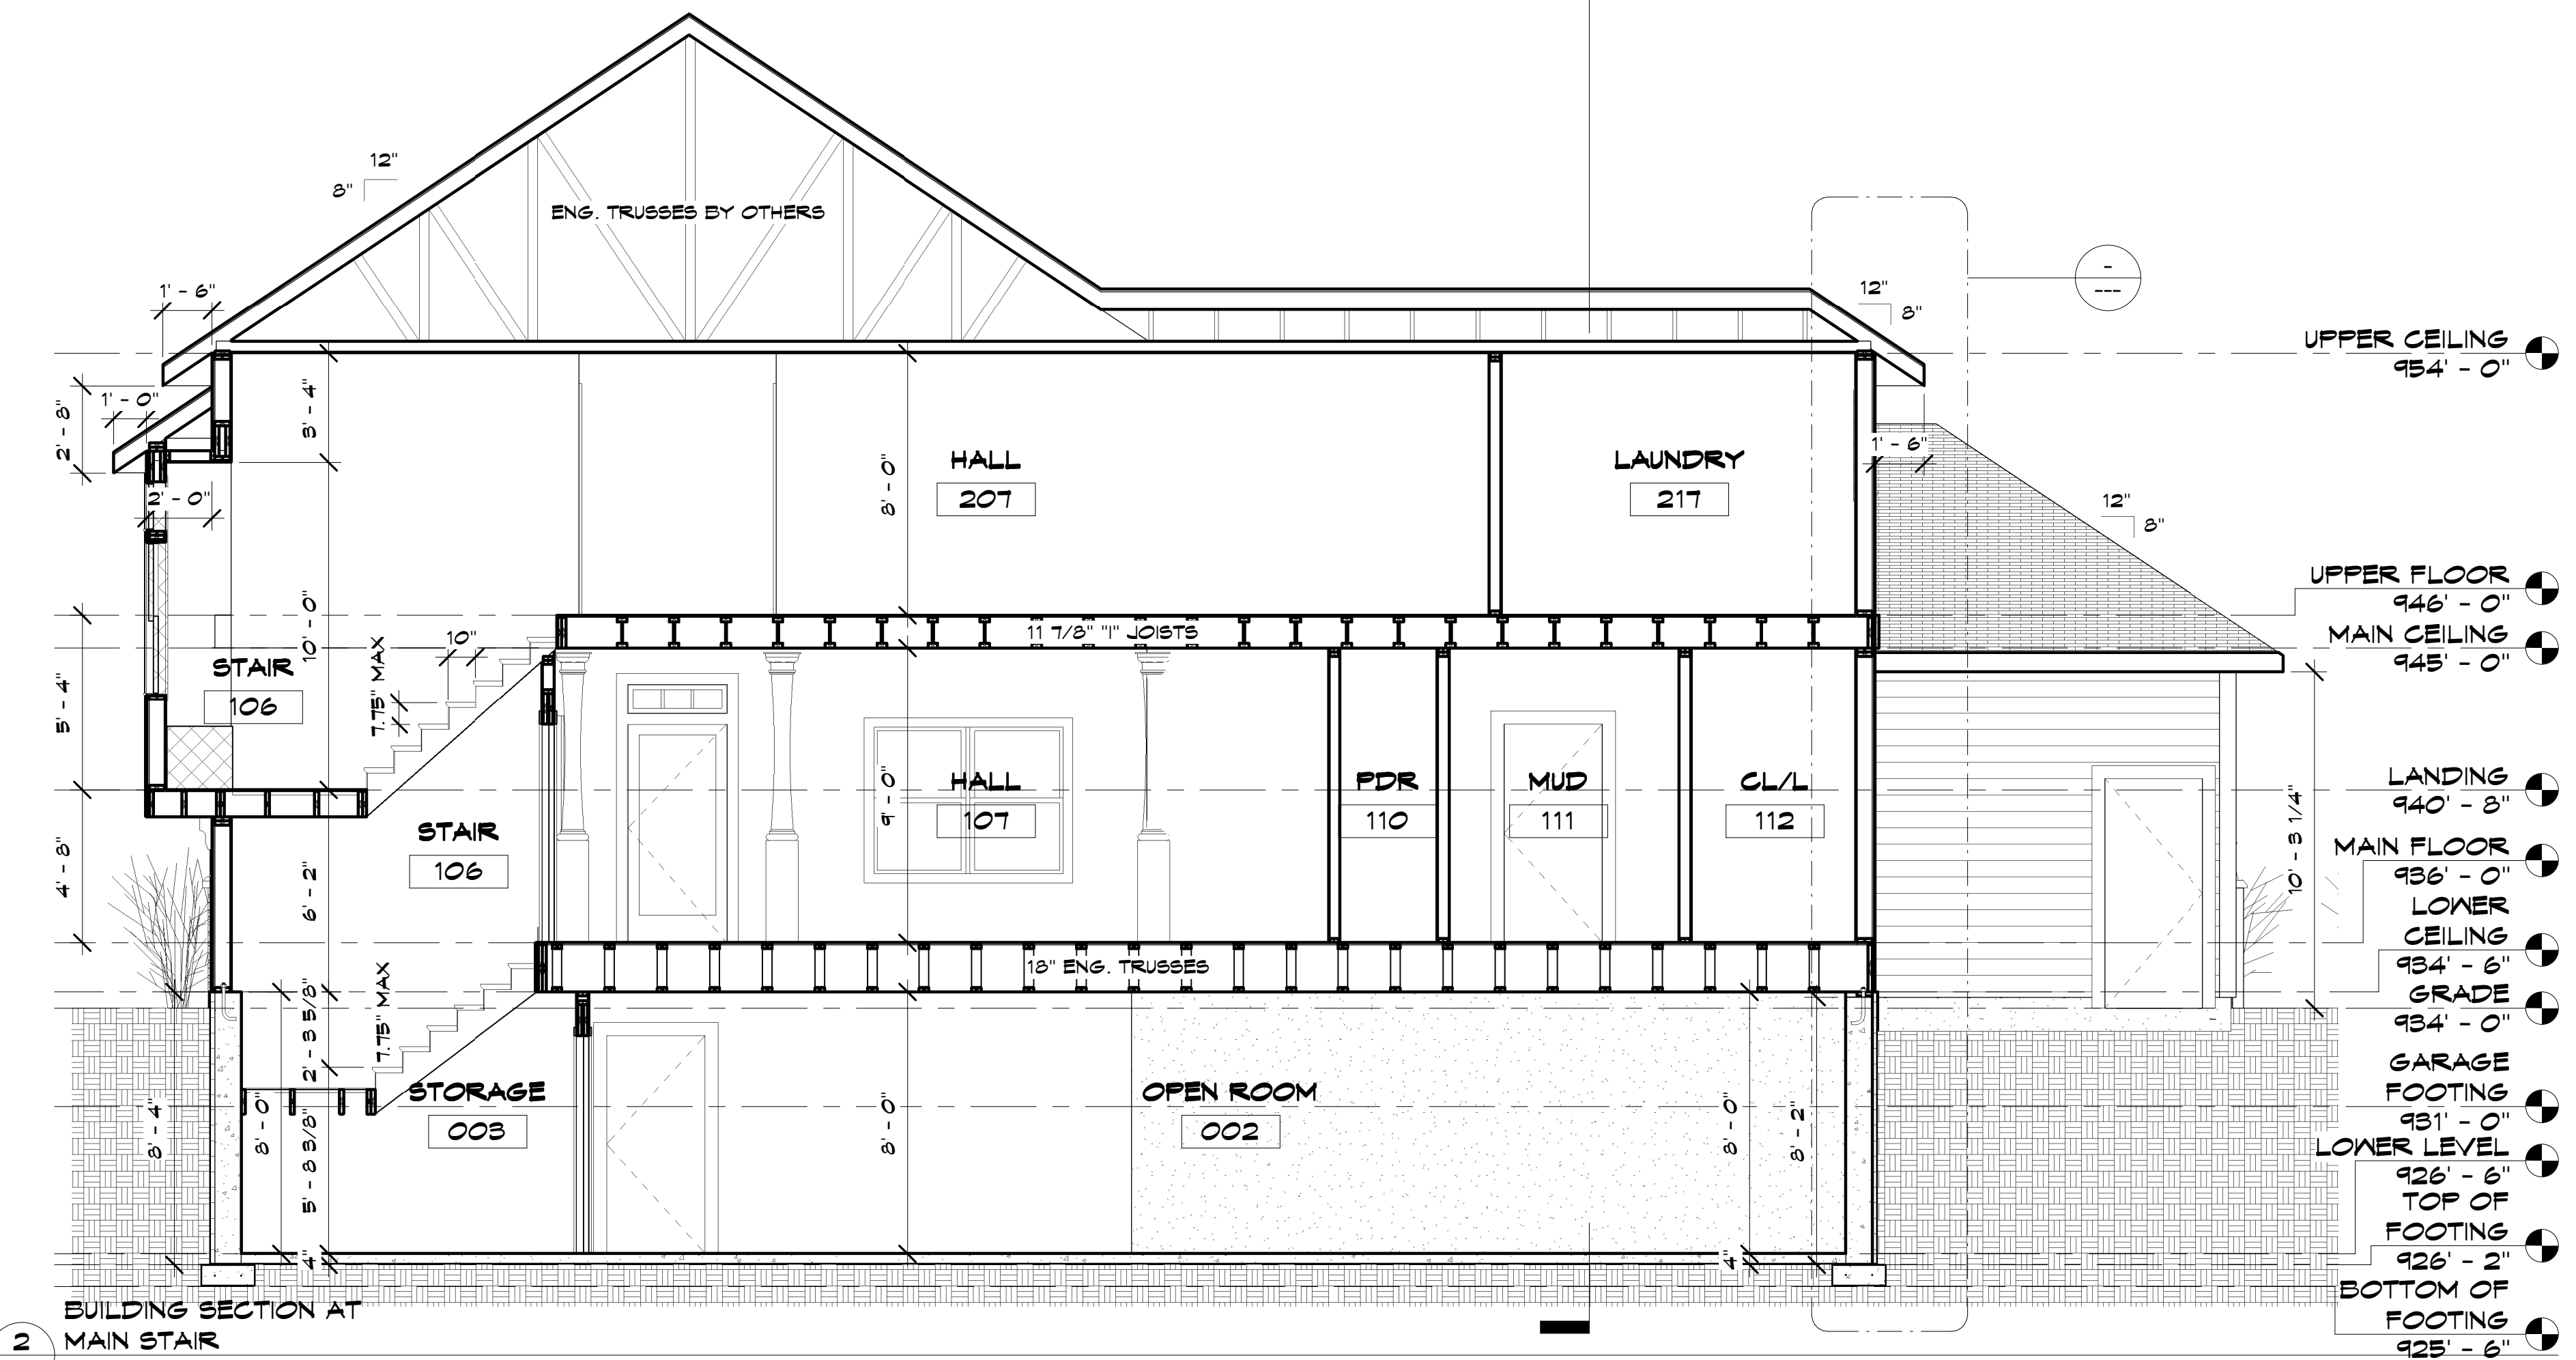 12"
8"
ENG. TRUSSES BY OTHERS
1' - 6"
12"
8"
-
---
UPPER CEILING
954' - 0"
2' - 8"
1' - 0"
3' - 4"
2' - 0"
8' - 0"
HALL
207
LAUNDRY
217
1' - 6"
12"
8"
UPPER FLOOR
946' - 0"
MAIN CEILING
945' - 0"
11 7/8" "I" JOISTS
10' - 0"
10"
7.75" MAX
STAIR
106
5' - 4"
HALL
107
9' - 0"
PDR
110
MUD
111
CL/L
112
10' - 3 1/4"
LANDING
940' - 8"
STAIR
106
4' - 8"
6' - 2"
MAIN FLOOR
936' - 0"
LOWER
CEILING
934' - 6"
18" ENG. TRUSSES
GRADE
934' - 0"
2' - 3 5/8"
7.75" MAX
STORAGE
003
OPEN ROOM
002
8' - 4"
8' - 0"
5' - 8 3/8"
8' - 0"
8' - 0"
8' - 2"
GARAGE
FOOTING
931' - 0"
LOWER LEVEL
926' - 6"
TOP OF
FOOTING
926' - 2"
4"
4"
BOTTOM OF
FOOTING
925' - 6"
BUILDING SECTION AT
2 MAIN STAIR